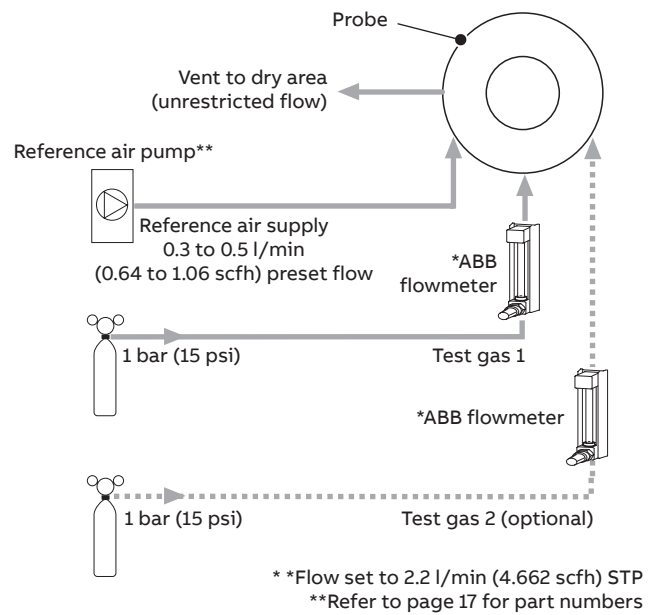 Probe
Vent to dry area
(unrestricted flow)
Reference air pump**
Reference air supply
0.3 to 0.5 l/min
(0.64 to 1.06 scfh) preset flow
*ABB
flowmeter
1 bar (15 psi)
Test gas 1
*ABB flowmeter
1 bar (15 psi)
Test gas 2 (optional)
* *Flow set to 2.2 l/min (4.662 scfh) STP
**Refer to page 17 for part numbers